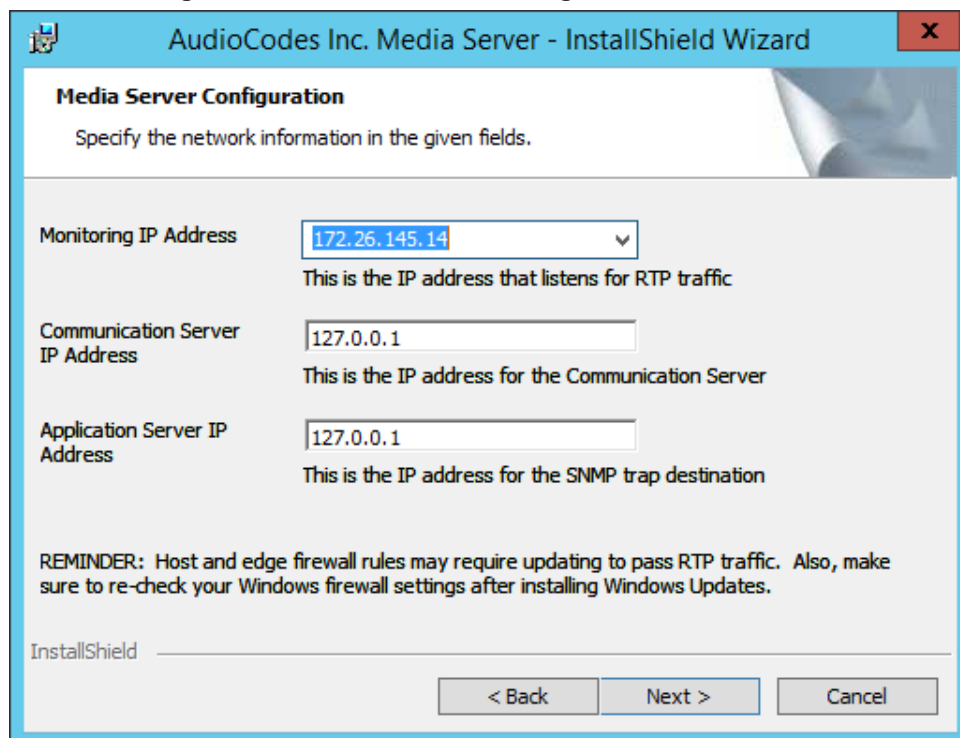 AudioCodes Inc. Media Server - InstallShield Wizard
x
Media Server Configuration
Specify the network information in the given fields.
Monitoring IP Address
172.26.145.14
This is the IP address that listens for RTP traffic
Communication Server
IP Address
127.0.0.1
This is the IP address for the Communication Server
Application Server IP
Address
127.0.0.1
This is the IP address for the SNMP trap destination
REMINDER: Host and edge firewall rules may require updating to pass RTP traffic. Also, make
sure to re-check your Windows firewall settings after installing Windows Updates.
InstallShield
< Back
Next >
Cancel